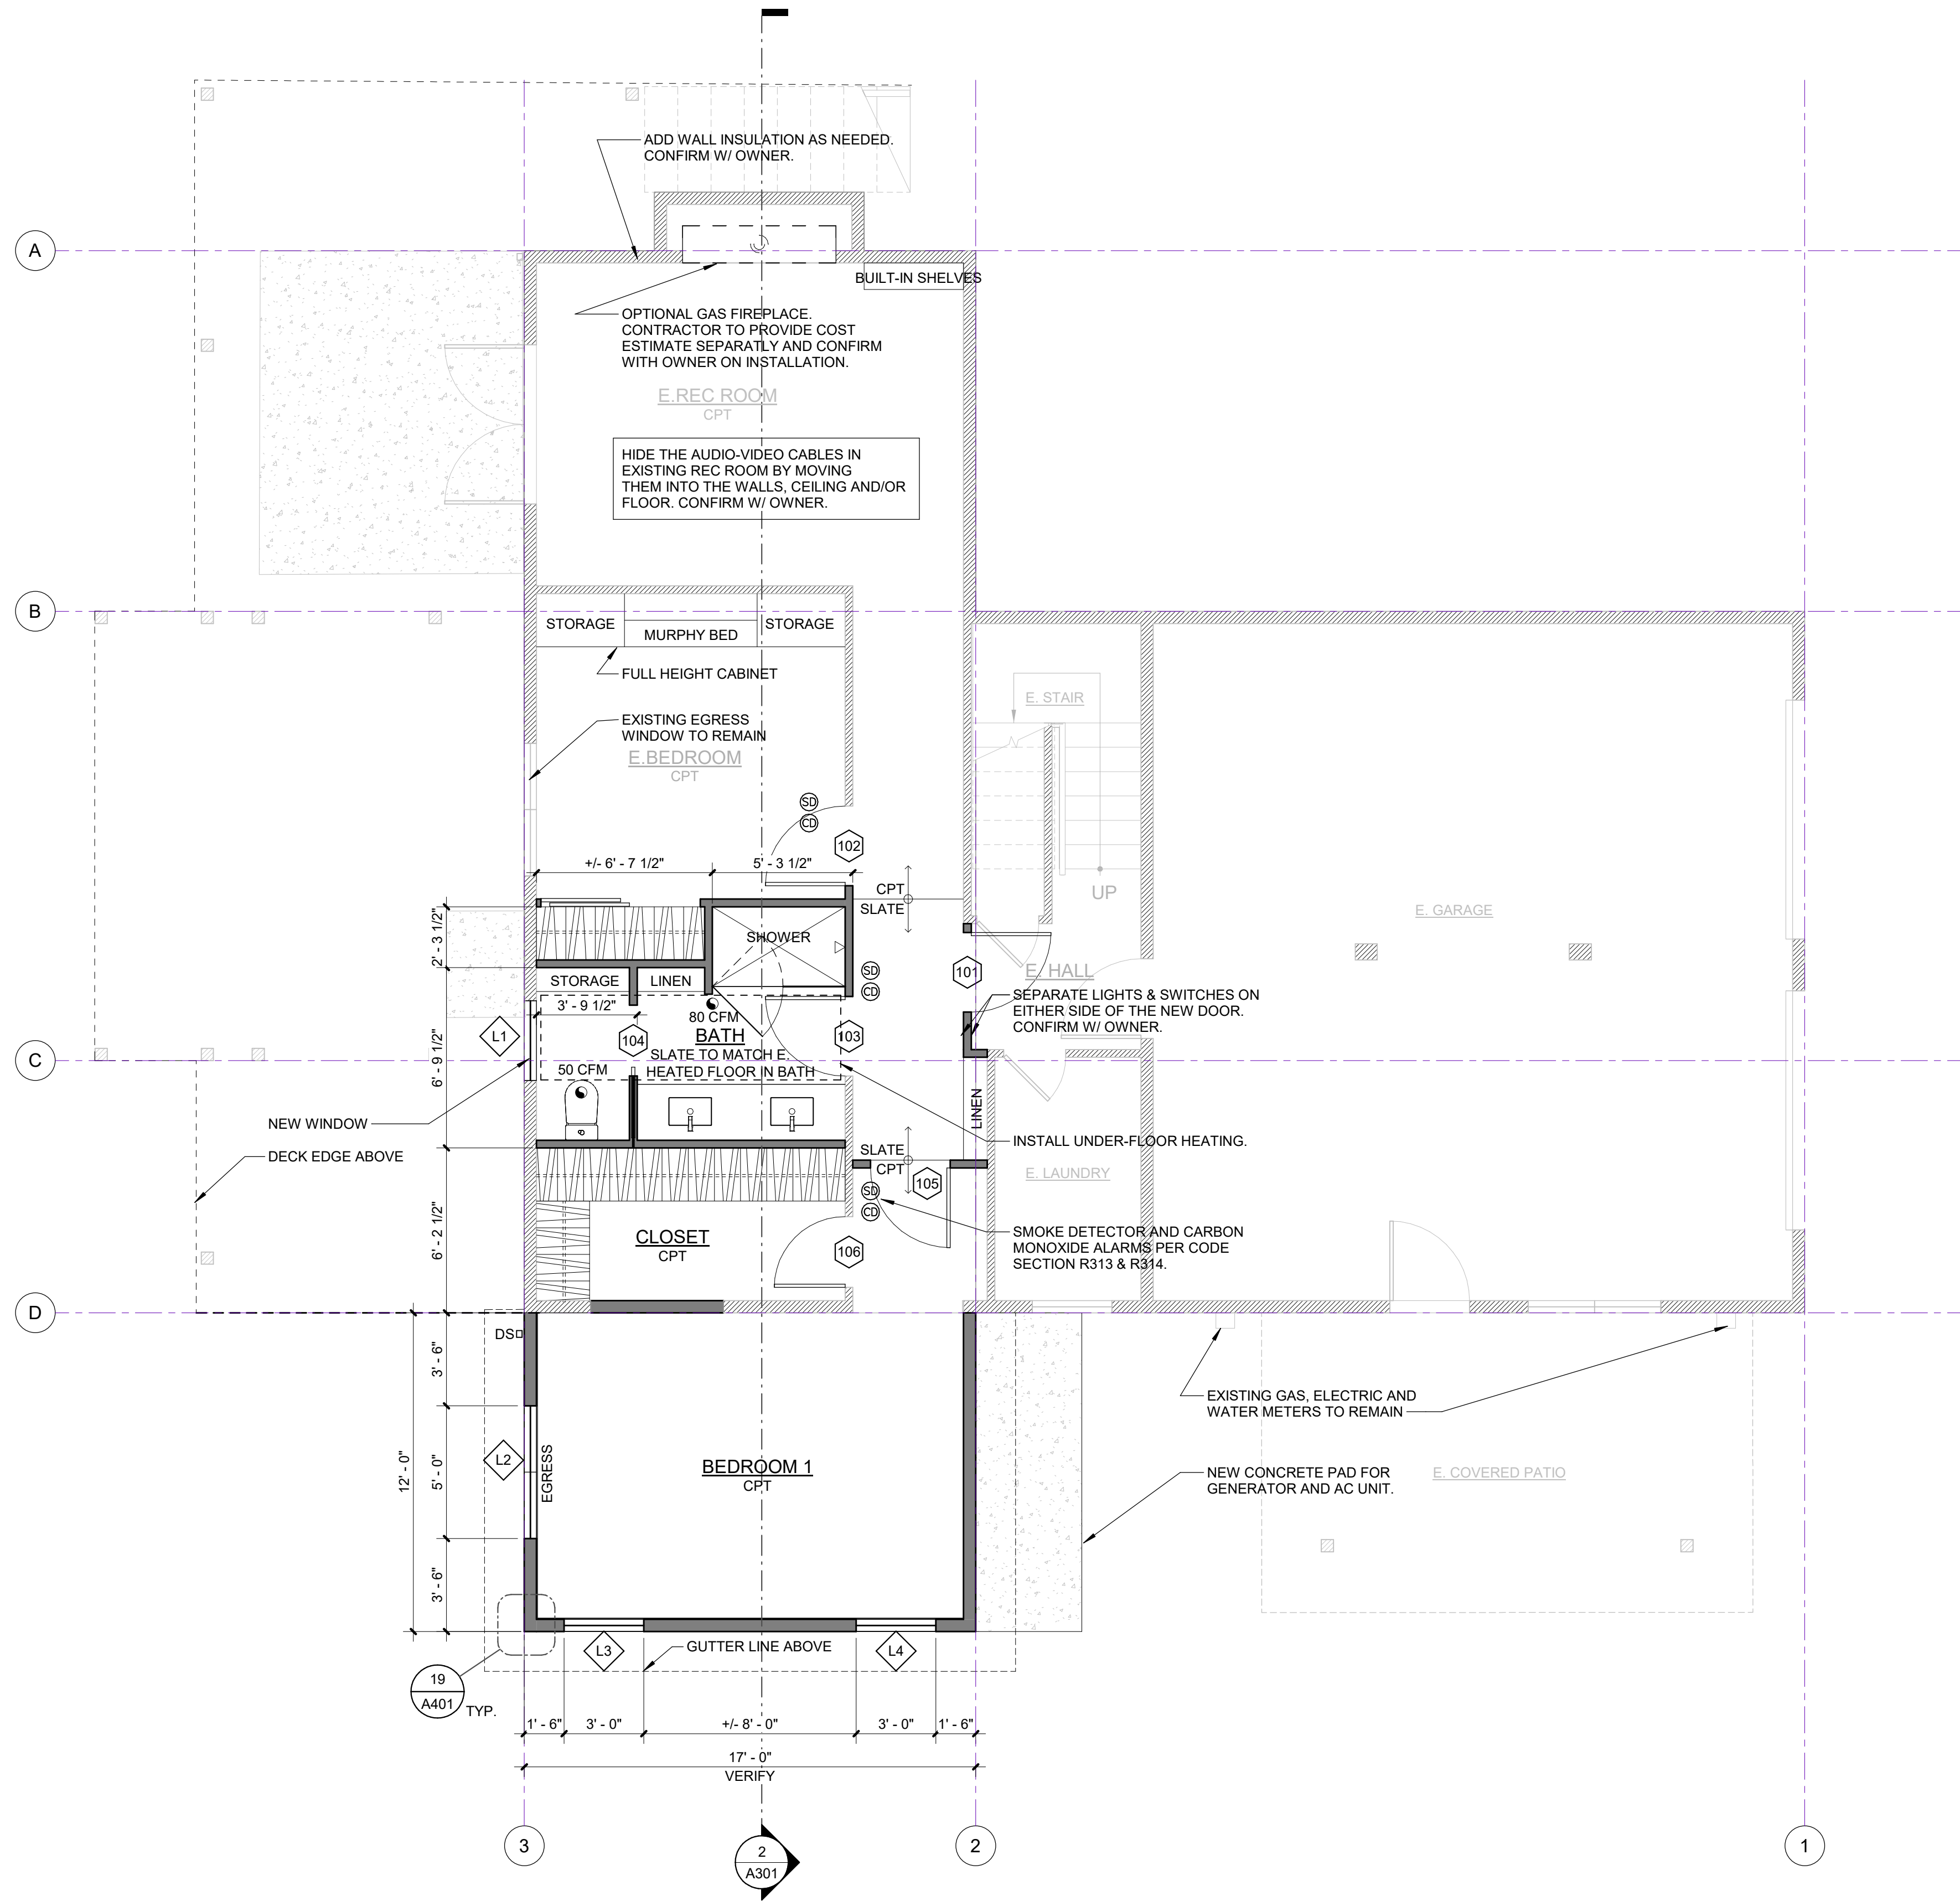 ADD WALL INSULATION AS NEEDED.
CONFIRM W/ OWNER.
A
BUILT-IN SHELVES
OPTIONAL GAS FIREPLACE.
CONTRACTOR TO PROVIDE COST
ESTIMATE SEPARATLY AND CONFIRM
WITH OWNER ON INSTALLATION.
E.REC ROOM
CPT
HIDE THE AUDIO-VIDEO CABLES IN
EXISTING REC ROOM BY MOVING
THEM INTO THE WALLS, CEILING AND/OR
FLOOR. CONFIRM W/ OWNER.
B
STORAGE
MURPHY BED
STORAGE
FULL HEIGHT CABINET
E. STAIR
EXISTING EGRESS
WINDOW TO REMAIN
E.BEDROOM
CPT
SD
CD
102
+/- 6' - 7 1/2"
5' - 3 1/2"
CPT
SLATE
UP
E. GARAGE
2' - 3 1/2"
SHOWER
SD
CD
101
E. HALL
STORAGE
LINEN
3' - 9 1/2"
SEPARATE LIGHTS & SWITCHES ON
EITHER SIDE OF THE NEW DOOR.
CONFIRM W/ OWNER.
80 CFM
L1
104
BATH
103
SLATE TO MATCH E.
HEATED FLOOR IN BATH
C
50 CFM
6' - 9 1/2"
LINEN
NEW WINDOW
DECK EDGE ABOVE
INSTALL UNDER-FLOOR HEATING.
SLATE
CPT
E. LAUNDRY
105
SD
CD
6' - 2 1/2"
CLOSET
CPT
106
SMOKE DETECTOR AND CARBON
MONOXIDE ALARMS PER CODE
SECTION R313 & R314.
D
DS
3' - 6"
EXISTING GAS, ELECTRIC AND
WATER METERS TO REMAIN
12' - 0"
5' - 0"
L2
EGRESS
BEDROOM 1
CPT
NEW CONCRETE PAD FOR
GENERATOR AND AC UNIT.
E. COVERED PATIO
3' - 6"
L3
GUTTER LINE ABOVE
L4
19
A401
TYP.
1' - 6"
3' - 0"
+/- 8' - 0"
3' - 0"
1' - 6"
17' - 0"
VERIFY
3
2
A301
2
1